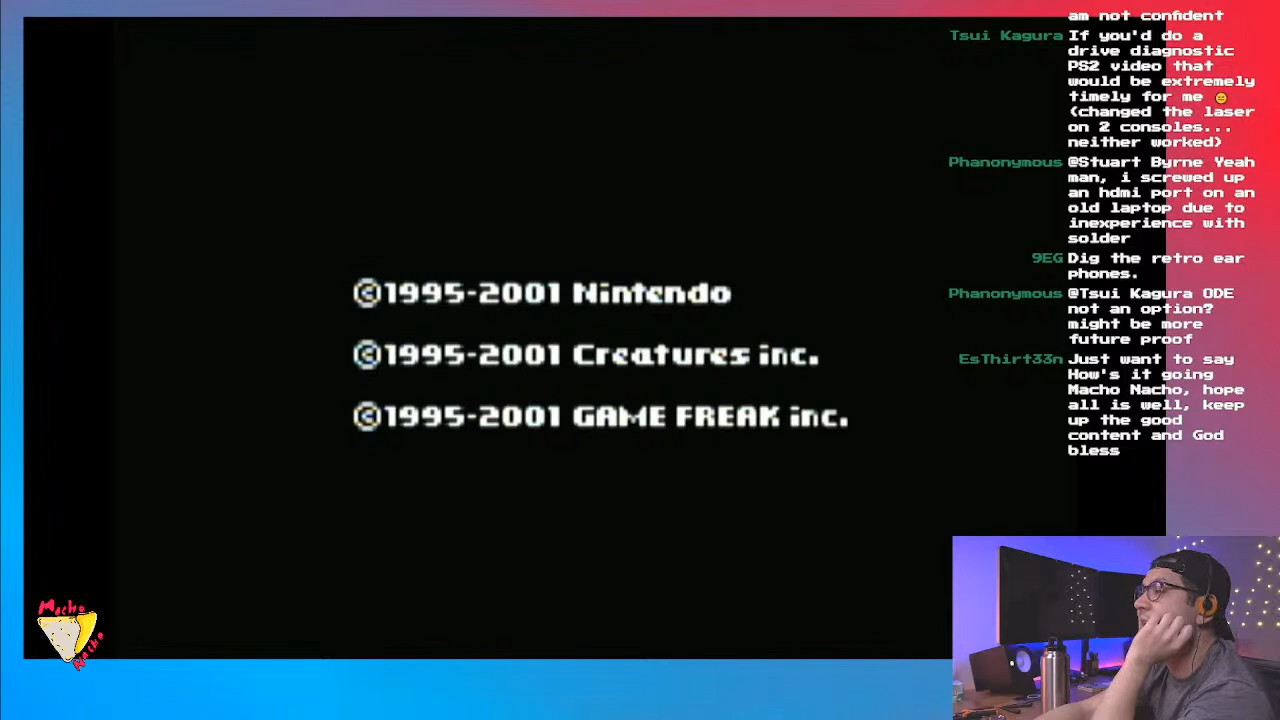 ©1995-2001 Nintendo
©1995-2001 Creatures inc.
©1995-2001 GAME FREAK inc.
am not confident
Tsui Kagura If you'd do a
drive diagnostic
PS2 video that
would be extremely
timely for me
(changed the laser
on 2 consoles...
neither worked)
Phanonymous @Stuart Byrne Yeah
man, i screwed up
an hdmi port on an
old laptop due to
inexperience with
solder
9EG Dig the retro ear
phones.
Phanonymous @Tsui Kagura ODE
not an option?
might be more
future proof
EsThirt33n Just want to say
How's it going
Macho Nacho, hope
all is well, keep
up the good
content and God
bless
Macho
Nacho